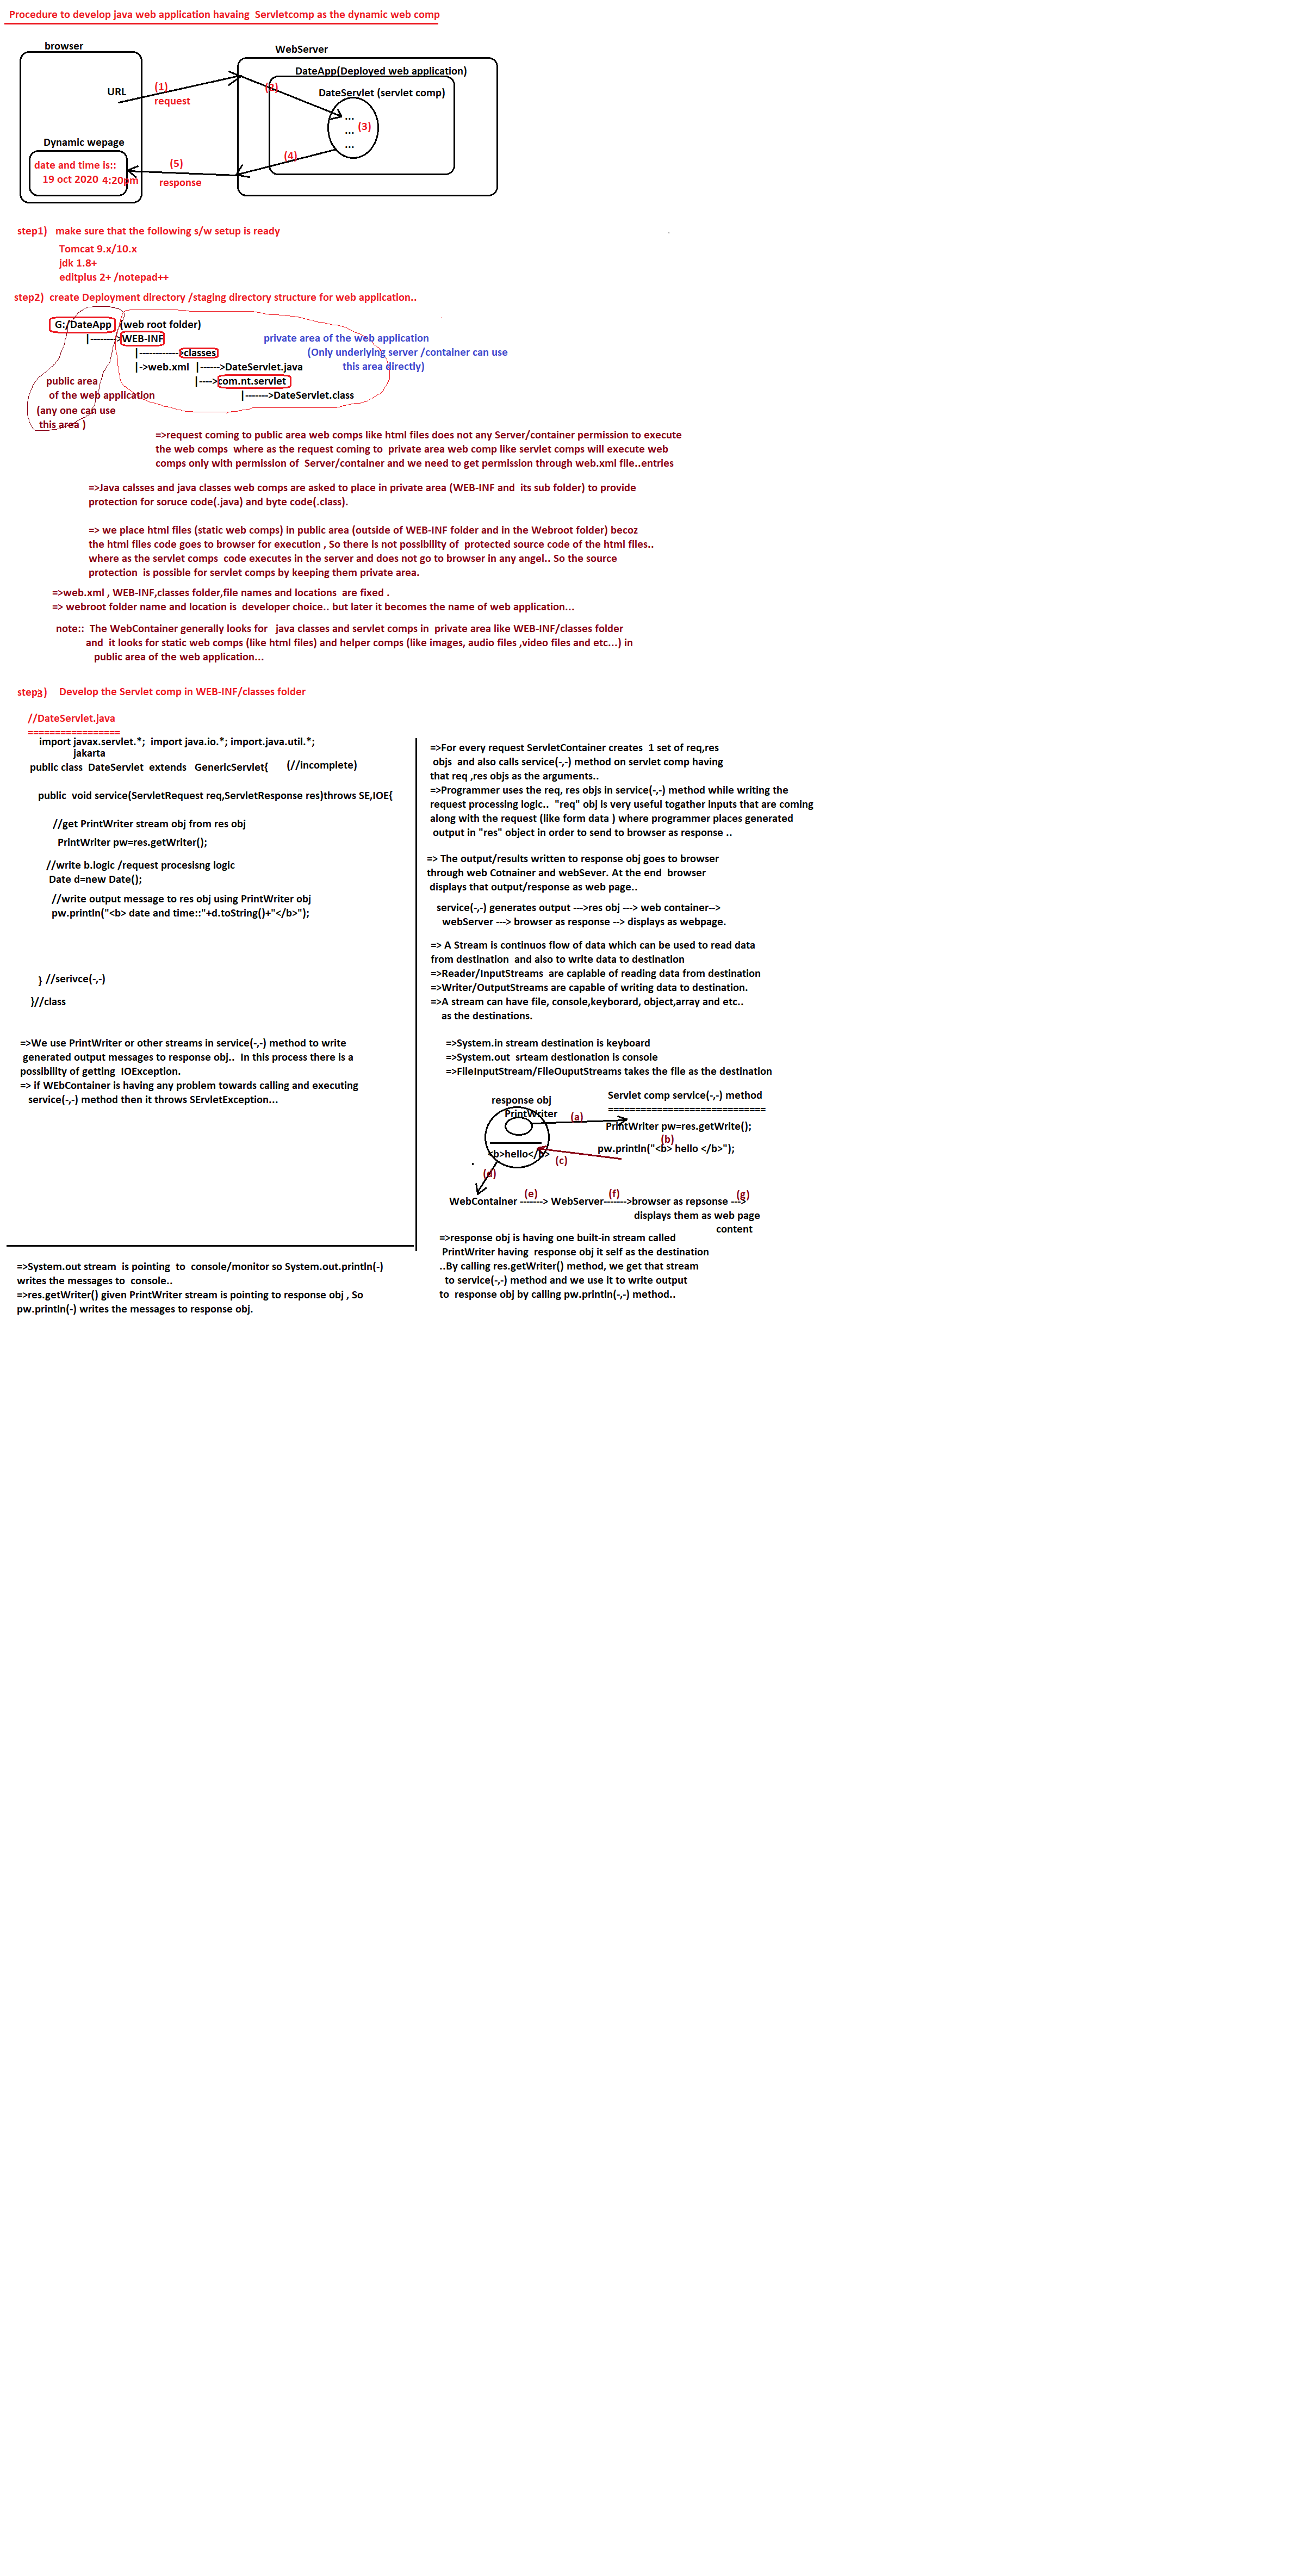 Procedure to develop java web application havaing  Servletcomp as the dynamic web comp
browser
WebServer
DateApp(Deployed web application)
DateServlet (servlet comp)
URL
(1)
request
(2)
...
... (3)
...
Dynamic wepage
date and time is::
19 oct 2020 4:20pm
(5)
response
(4)
step1)   make sure that the following s/w setup is ready
Tomcat 9.x/10.x
jdk 1.8+
editplus 2+ /notepad++
step2)  create Deployment directory /staging directory structure for web application..
G:/DateApp  (web root folder)
|-------->WEB-INF
private area of the web application
|------------>classes
(Only underlying server /container can use
|->web.xml  |------>DateServlet.java
this area directly)
public area
|---->com.nt.servlet
of the web application
|------->DateServlet.class
(any one can use
this area )
=>request coming to public area web comps like html files does not any Server/container permission to execute
the web comps  where as the request coming to  private area web comp like servlet comps will execute web
comps only with permission of  Server/container and we need to get permission through web.xml file..entries
=>Java calsses and java classes web comps are asked to place in private area (WEB-INF and  its sub folder) to provide
protection for soruce code(.java) and byte code(.class).
=> we place html files (static web comps) in public area (outside of WEB-INF folder and in the Webroot folder) becoz
the html files code goes to browser for execution , So there is not possibility of  protected source code of the html files..
where as the servlet comps  code executes in the server and does not go to browser in any angel.. So the source
protection  is possible for servlet comps by keeping them private area.
=>web.xml , WEB-INF,classes folder,file names and locations  are fixed .
=> webroot folder name and location is  developer choice.. but later it becomes the name of web application...
note::  The WebContainer generally looks for   java classes and servlet comps in  private area like WEB-INF/classes folder
and  it looks for static web comps (like html files) and helper comps (like images, audio files ,video files and etc...) in
public area of the web application...
step3)    Develop the Servlet comp in WEB-INF/classes folder
//DateServlet.java
=================
import javax.servlet.*;  import java.io.*; import.java.util.*;
jakarta
public class  DateServlet  extends   GenericServlet{      (//incomplete)
public  void service(ServletRequest req,ServletResponse res)throws SE,IOE{
//get PrintWriter stream obj from res obj
PrintWriter pw=res.getWriter();
//write b.logic /request procesisng logic
Date d=new Date();
//write output message to res obj using PrintWriter obj
pw.println("<b> date and time::"+d.toString()+"</b>");
} //serivce(-,-)
}//class
=>We use PrintWriter or other streams in service(-,-) method to write
generated output messages to response obj..  In this process there is a
possibility of getting  IOException.
=> if WEbContainer is having any problem towards calling and executing
service(-,-) method then it throws SErvletException...
=>For every request ServletContainer creates  1 set of req,res
objs  and also calls service(-,-) method on servlet comp having
that req ,res objs as the arguments..
=>Programmer uses the req, res objs in service(-,-) method while writing the
request processing logic..  "req" obj is very useful togather inputs that are coming
along with the request (like form data ) where programmer places generated
output in "res" object in order to send to browser as response ..
=> The output/results written to response obj goes to browser
through web Cotnainer and webSever. At the end  browser
displays that output/response as web page..
service(-,-) generates output --->res obj ---> web container-->
webServer ---> browser as response --> displays as webpage.
=> A Stream is continuos flow of data which can be used to read data
from destination  and also to write data to destination
=>Reader/InputStreams  are caplable of reading data from destination
=>Writer/OutputStreams are capable of writing data to destination.
=>A stream can have file, console,keyborard, object,array and etc..
as the destinations.
=>System.in stream destination is keyboard
=>System.out  srteam destionation is console
=>FileInputStream/FileOuputStreams takes the file as the destination
response obj
Servlet comp service(-,-) method
=============================
PrintWriter
(a)
PrintWriter pw=res.getWrite();
(b)
pw.println("<b> hello </b>");
<b>hello</b>
(c)
(d)
WebContainer -------> WebServer------->browser as repsonse --->
(e)
(f)
(g)
displays them as web page
content
=>response obj is having one built-in stream called
PrintWriter having  response obj it self as the destination
..By calling res.getWriter() method, we get that stream
to service(-,-) method and we use it to write output
to  response obj by calling pw.println(-,-) method..
=>System.out stream  is pointing  to  console/monitor so System.out.println(-)
writes the messages to  console..
=>res.getWriter() given PrintWriter stream is pointing to response obj , So
pw.println(-) writes the messages to response obj.